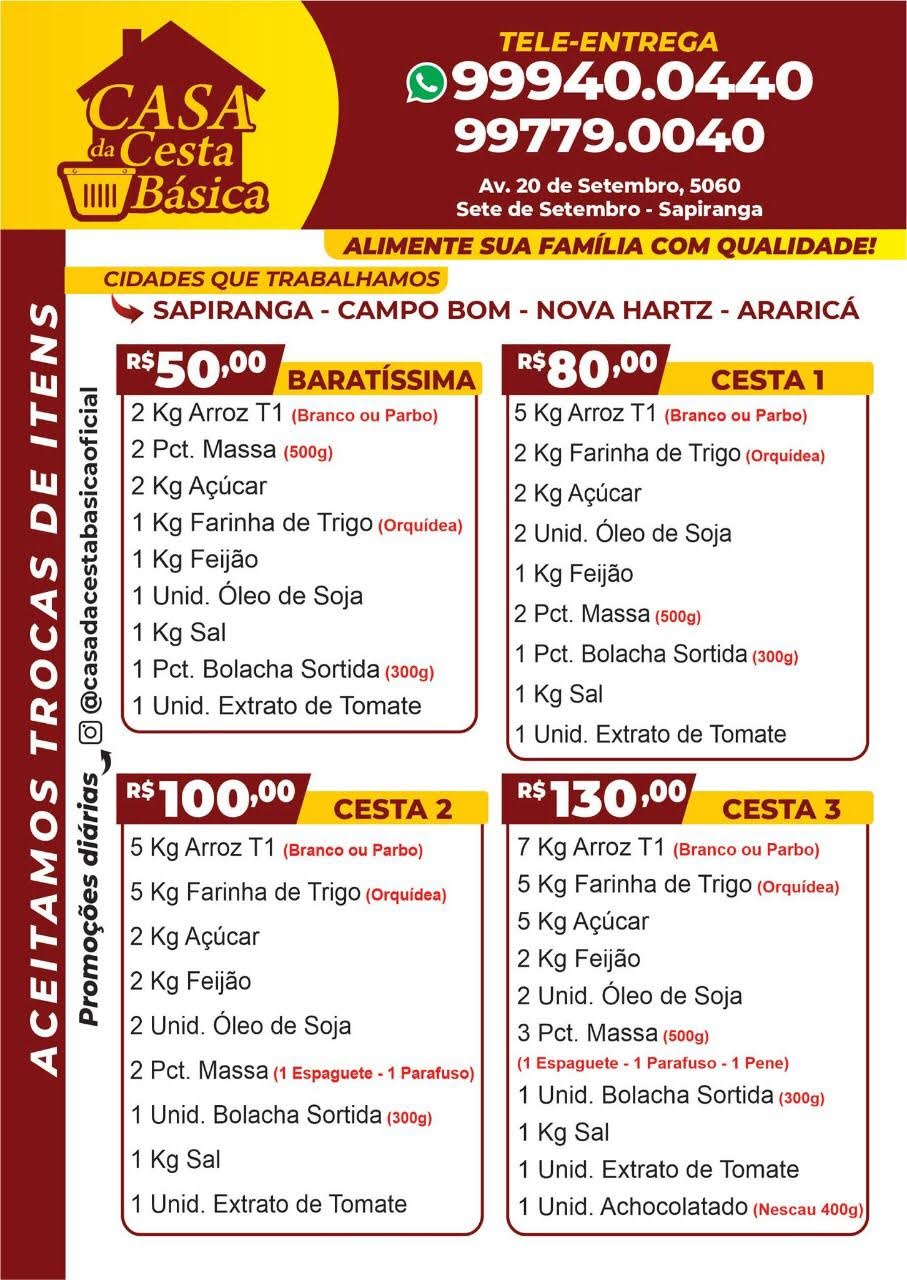 CASA
da Cesta
Básica
TELE-ENTREGA
99940.0440
99779.0040
Av. 20 de Setembro, 5060
Sete de Setembro - Sapiranga
ALIMENTE SUA FAMÍLIA COM QUALIDADE!
CIDADES QUE TRABALHAMOS
SAPIRANGA - CAMPO BOM - NOVA HARTZ - ARARICÁ
ACEITAMOS TROCAS DE ITENS
Promoções diárias @casadacestabasicaoficial
R$50,00 BARATÍSSIMA
2 Kg Arroz T1 (Branco ou Parbo)
2 Pct. Massa (500g)
2 Kg Açúcar
1 Kg Farinha de Trigo (Orquídea)
1 Kg Feijão
1 Unid. Óleo de Soja
1 Kg Sal
1 Pct. Bolacha Sortida (300g)
1 Unid. Extrato de Tomate
R$80,00 CESTA 1
5 Kg Arroz T1 (Branco ou Parbo)
2 Kg Farinha de Trigo (Orquídea)
2 Kg Açúcar
2 Unid. Óleo de Soja
1 Kg Feijão
2 Pct. Massa (500g)
1 Pct. Bolacha Sortida (300g)
1 Kg Sal
1 Unid. Extrato de Tomate
R$100,00 CESTA 2
5 Kg Arroz T1 (Branco ou Parbo)
5 Kg Farinha de Trigo (Orquídea)
2 Kg Açúcar
2 Kg Feijão
2 Unid. Óleo de Soja
2 Pct. Massa (1 Espaguete - 1 Parafuso)
1 Unid. Bolacha Sortida (300g)
1 Kg Sal
1 Unid. Extrato de Tomate
R$130,00 CESTA 3
7 Kg Arroz T1 (Branco ou Parbo)
5 Kg Farinha de Trigo (Orquídea)
5 Kg Açúcar
2 Kg Feijão
2 Unid. Óleo de Soja
3 Pct. Massa (500g)
(1 Espaguete - 1 Parafuso - 1 Pene)
1 Unid. Bolacha Sortida (300g)
1 Kg Sal
1 Unid. Extrato de Tomate
1 Unid. Achocolatado (Nescau 400g)